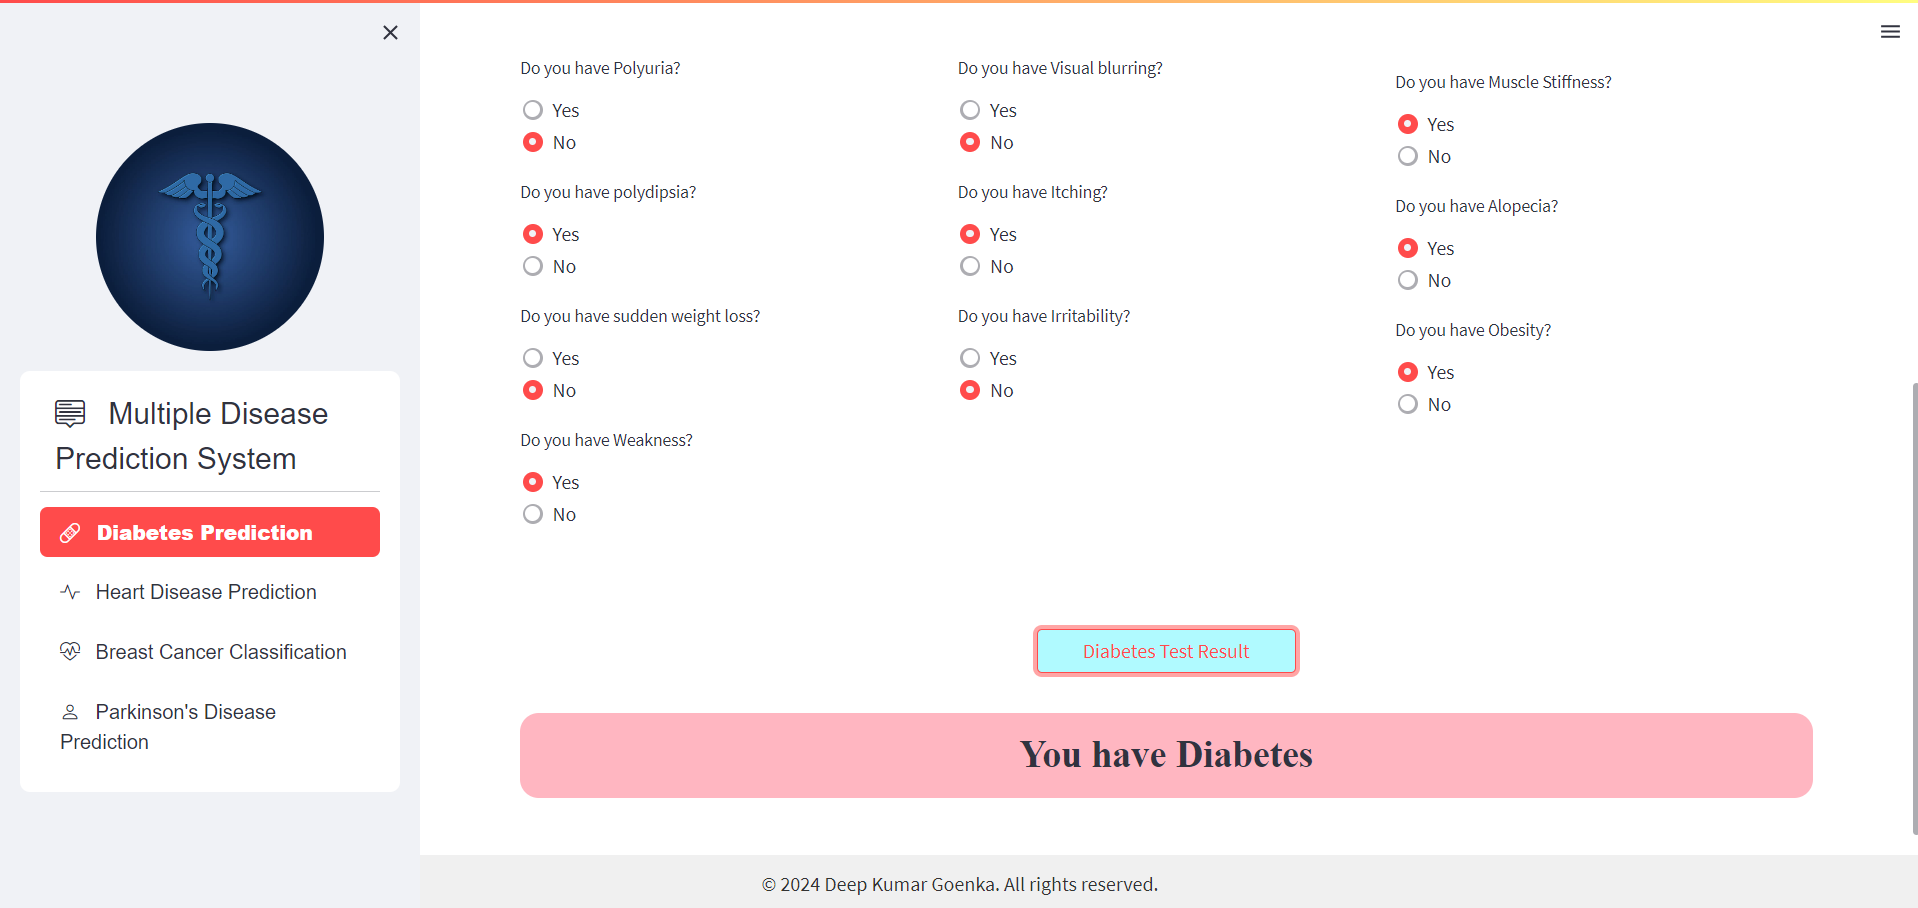 Multiple Disease
Prediction System
Diabetes Prediction
Heart Disease Prediction
Breast Cancer Classification
Parkinson's Disease
Prediction
Do you have Polyuria?
Yes
No
Do you have polydipsia?
Yes
No
Do you have sudden weight loss?
Yes
No
Do you have Weakness?
Yes
No
Do you have Visual blurring?
Yes
No
Do you have Itching?
Yes
No
Do you have Irritability?
Yes
No
Do you have Muscle Stiffness?
Yes
No
Do you have Alopecia?
Yes
No
Do you have Obesity?
Yes
No
Diabetes Test Result
You have Diabetes
© 2024 Deep Kumar Goenka. All rights reserved.